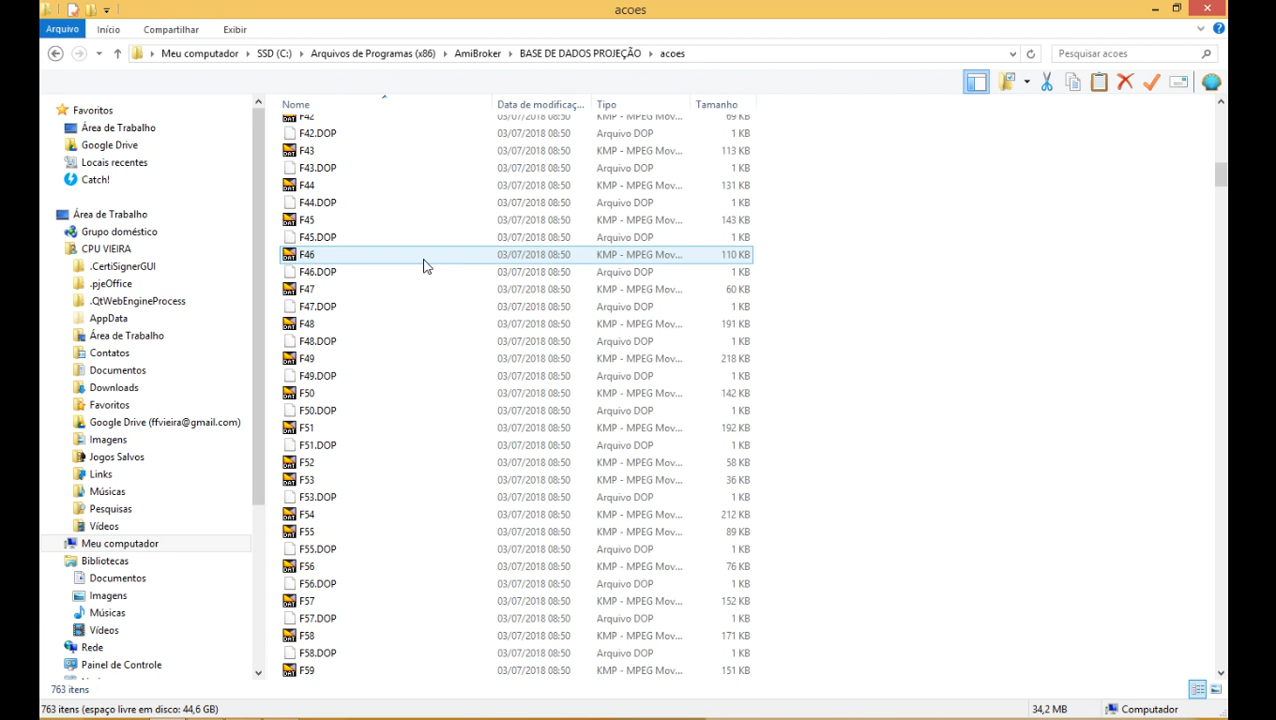 acoes
Arquivo Início Compartilhar Exibir
Meu computador SSD (C:) Arquivos de Programas (x86) AmiBroker BASE DE DADOS PROJEÇÃO acoes Pesquisar acoes
Favoritos
Área de Trabalho
Google Drive
Locais recentes
Catch!
Área de Trabalho
Grupo doméstico
CPU VIEIRA
.CertiSignerGUI
.pjeOffice
.QtWebEngineProcess
AppData
Área de Trabalho
Contatos
Documentos
Downloads
Favoritos
Google Drive (ffvieira@gmail.com)
Imagens
Jogos Salvos
Links
Músicas
Pesquisas
Vídeos
Meu computador
Bibliotecas
Documentos
Imagens
Músicas
Vídeos
Rede
Painel de Controle
Nome Data de modificaç... Tipo Tamanho
F42 03/07/2018 08:50 KMP - MPEG Mov... 69 KB
F42.DOP 03/07/2018 08:50 Arquivo DOP 1 KB
F43 03/07/2018 08:50 KMP - MPEG Mov... 113 KB
F43.DOP 03/07/2018 08:50 Arquivo DOP 1 KB
F44 03/07/2018 08:50 KMP - MPEG Mov... 131 KB
F44.DOP 03/07/2018 08:50 Arquivo DOP 1 KB
F45 03/07/2018 08:50 KMP - MPEG Mov... 143 KB
F45.DOP 03/07/2018 08:50 Arquivo DOP 1 KB
F46 03/07/2018 08:50 KMP - MPEG Mov... 110 KB
F46.DOP 03/07/2018 08:50 Arquivo DOP 1 KB
F47 03/07/2018 08:50 KMP - MPEG Mov... 60 KB
F47.DOP 03/07/2018 08:50 Arquivo DOP 1 KB
F48 03/07/2018 08:50 KMP - MPEG Mov... 191 KB
F48.DOP 03/07/2018 08:50 Arquivo DOP 1 KB
F49 03/07/2018 08:50 KMP - MPEG Mov... 218 KB
F49.DOP 03/07/2018 08:50 Arquivo DOP 1 KB
F50 03/07/2018 08:50 KMP - MPEG Mov... 142 KB
F50.DOP 03/07/2018 08:50 Arquivo DOP 1 KB
F51 03/07/2018 08:50 KMP - MPEG Mov... 192 KB
F51.DOP 03/07/2018 08:50 Arquivo DOP 1 KB
F52 03/07/2018 08:50 KMP - MPEG Mov... 58 KB
F53 03/07/2018 08:50 KMP - MPEG Mov... 36 KB
F53.DOP 03/07/2018 08:50 Arquivo DOP 1 KB
F54 03/07/2018 08:50 KMP - MPEG Mov... 212 KB
F55 03/07/2018 08:50 KMP - MPEG Mov... 89 KB
F55.DOP 03/07/2018 08:50 Arquivo DOP 1 KB
F56 03/07/2018 08:50 KMP - MPEG Mov... 76 KB
F56.DOP 03/07/2018 08:50 Arquivo DOP 1 KB
F57 03/07/2018 08:50 KMP - MPEG Mov... 152 KB
F57.DOP 03/07/2018 08:50 Arquivo DOP 1 KB
F58 03/07/2018 08:50 KMP - MPEG Mov... 171 KB
F58.DOP 03/07/2018 08:50 Arquivo DOP 1 KB
F59 03/07/2018 08:50 KMP - MPEG Mov... 151 KB
763 itens
763 itens (espaço livre em disco: 44,6 GB) 34,2 MB Computador